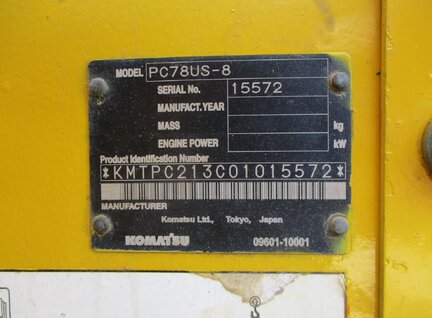 MODEL PC78US-8
SERIAL No. 15572
MANUFACT.YEAR
MASS kg
ENGINE POWER kW
Product Identification Number
*KMTPC213C01015572*
MANUFACTURER
Komatsu Ltd., Tokyo, Japan
KOMATSU 09601-10001